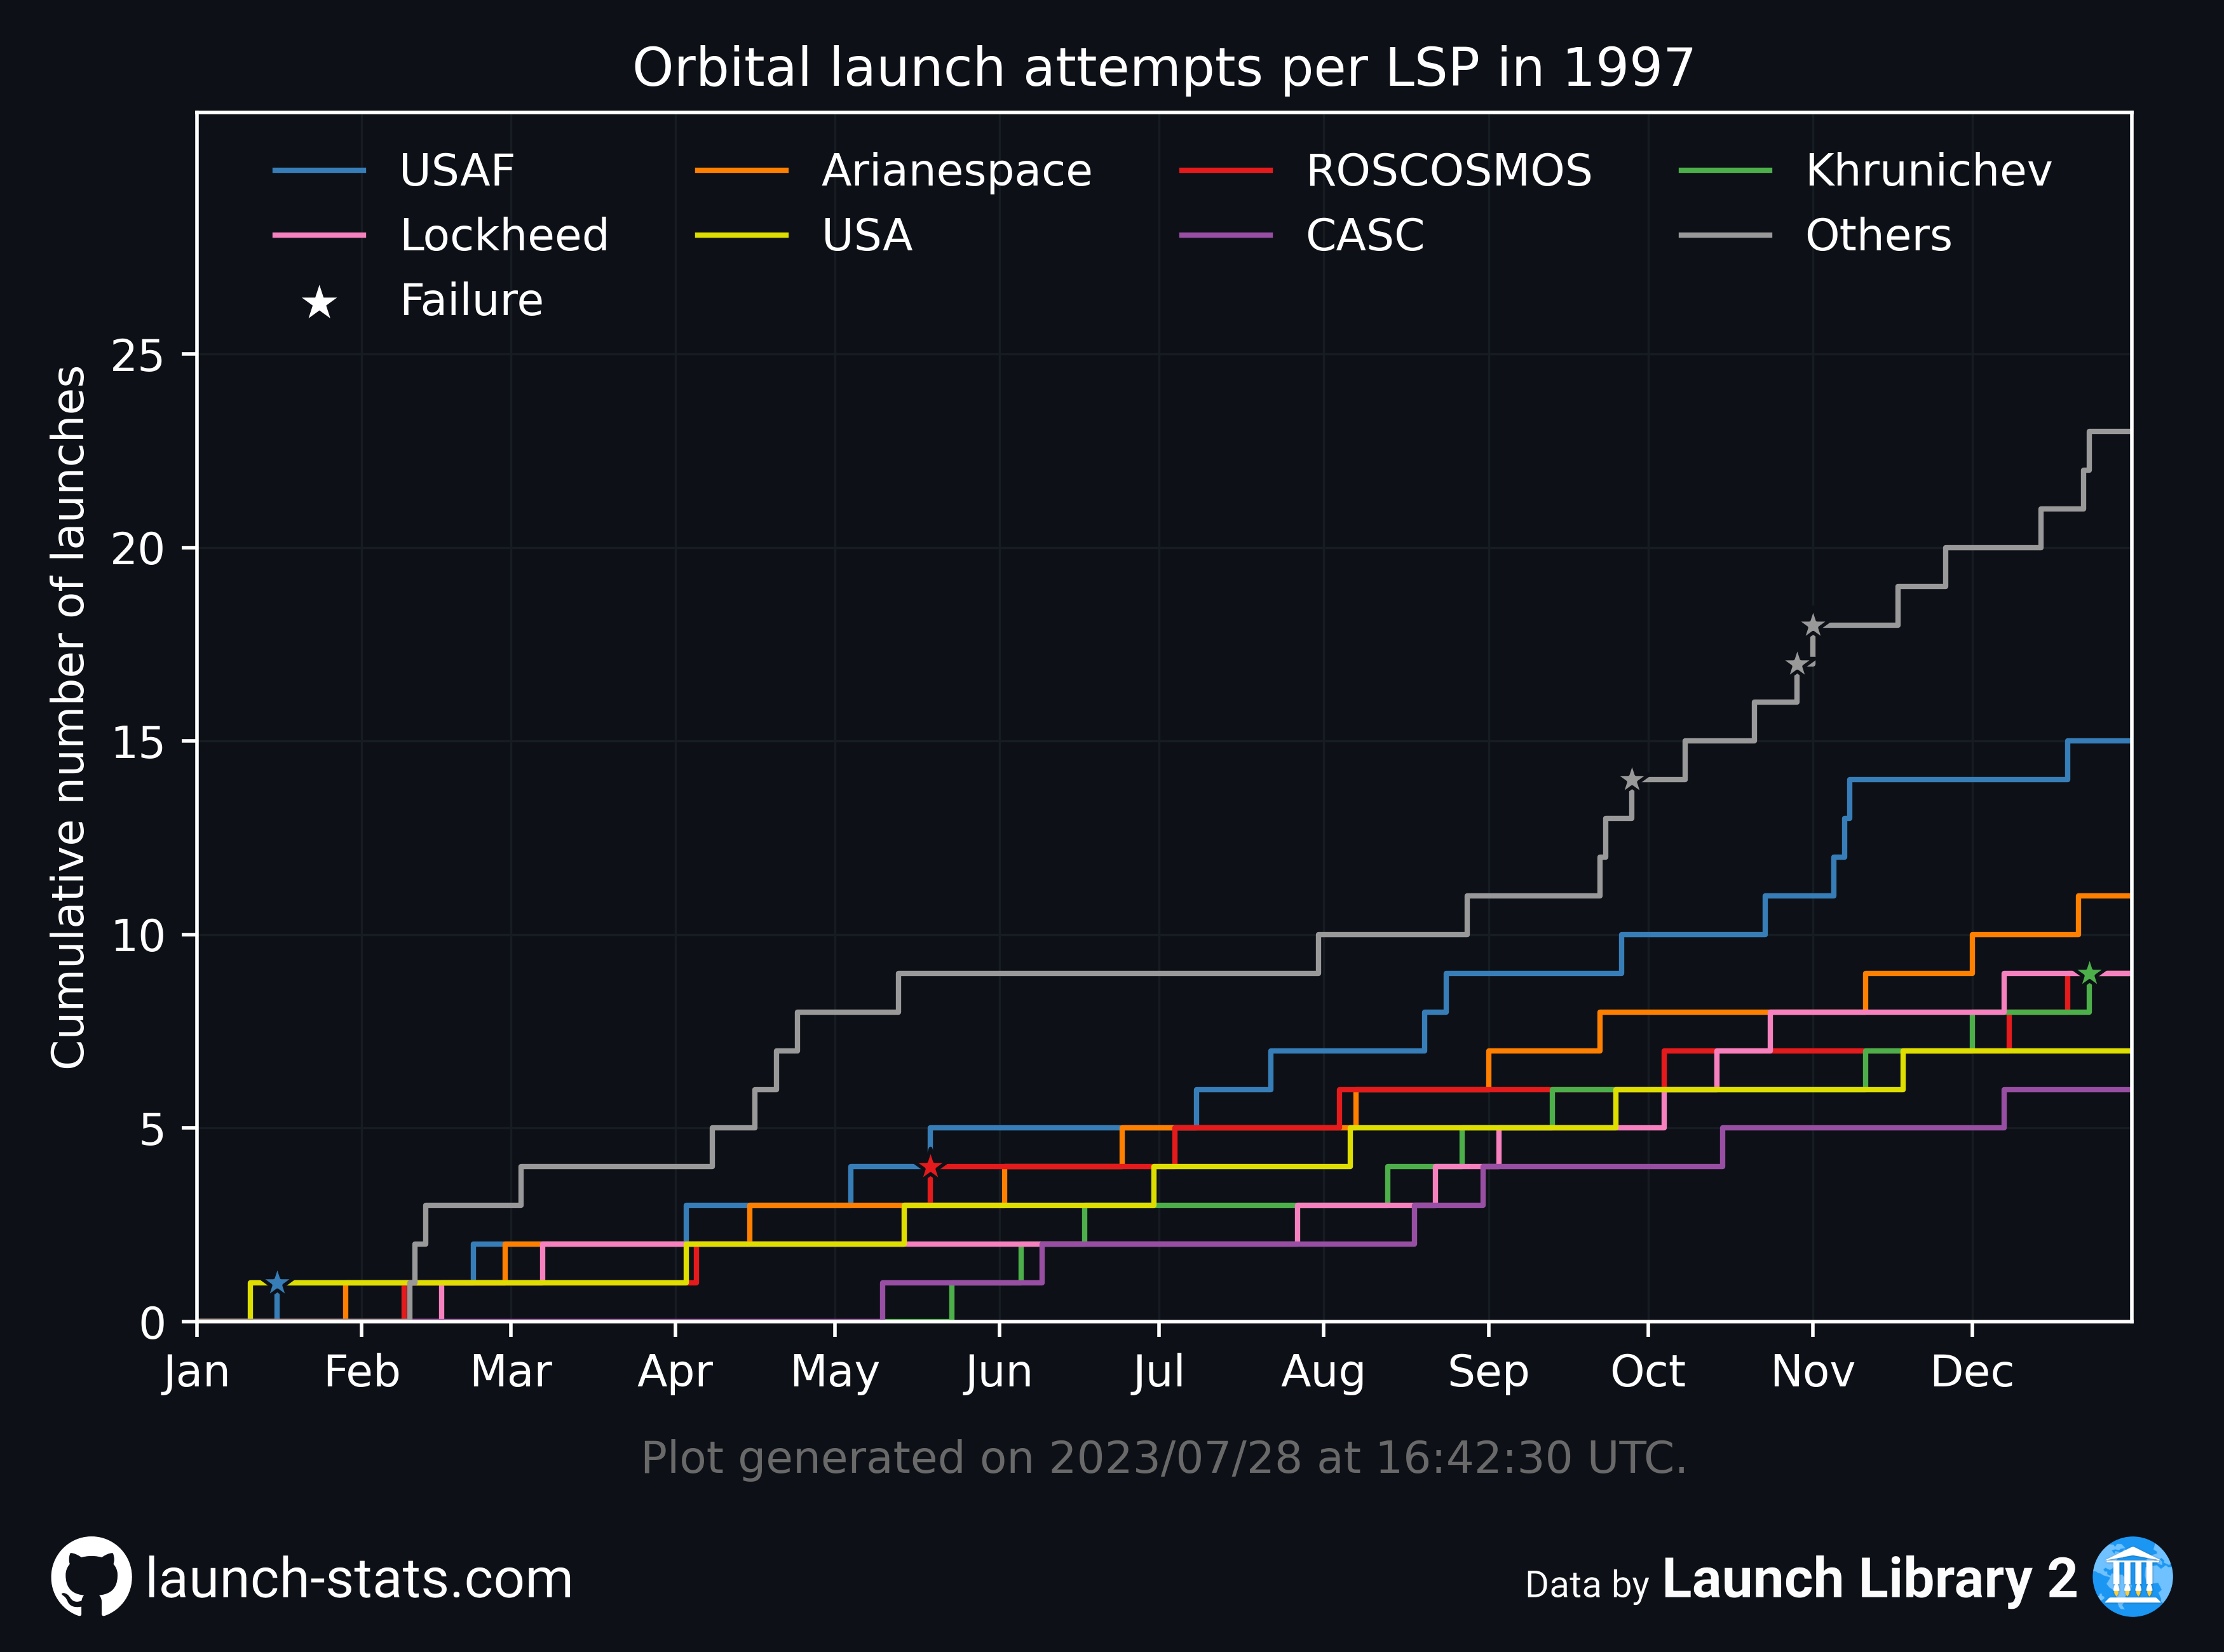 Orbital launch attempts per LSP in 1997
USAF Arianespace ROSCOSMOS Khrunichev
Lockheed USA CASC Others
Failure
Cumulative number of launches
25
20
15
10
5
0
Jan Feb Mar Apr May Jun Jul Aug Sep Oct Nov Dec
Plot generated on 2023/07/28 at 16:42:30 UTC.
launch-stats.com
Data by Launch Library 2